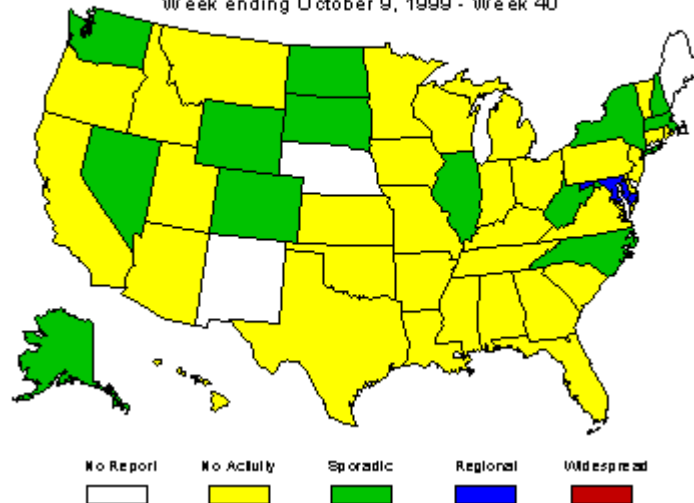 Week ending October 9, 1999 - Week 40
No Report No Activity Sporadic Regional Widespread